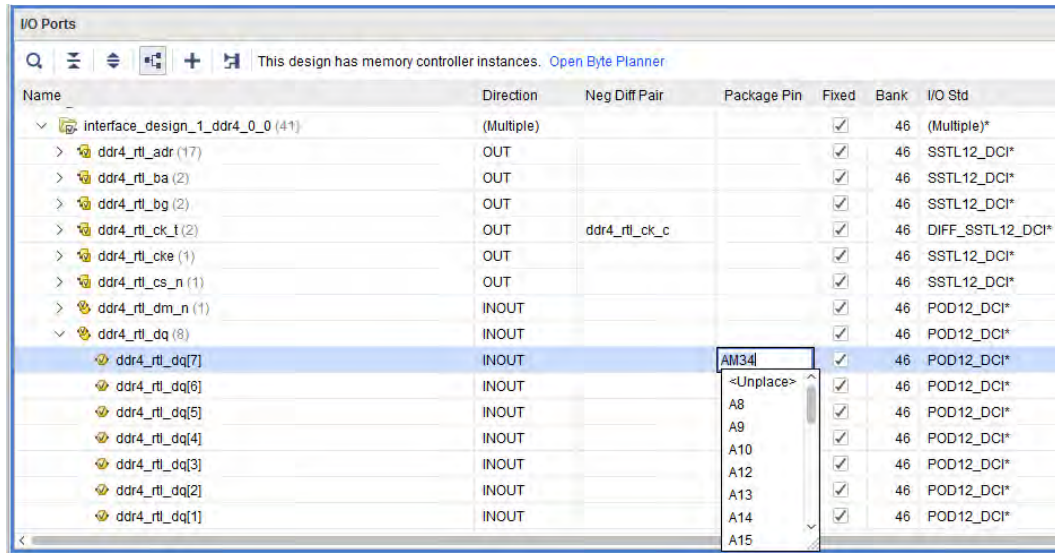 I/O Ports
This design has memory controller instances. Open Byte Planner
Name Direction Neg Diff Pair Package Pin Fixed Bank I/O Std
interface_design_1_ddr4_0_0 (41) (Multiple) 46 (Multiple)*
ddr4_rtl_adr (17) OUT 46 SSTL12_DCI*
ddr4_rtl_ba (2) OUT 46 SSTL12_DCI*
ddr4_rtl_bg (2) OUT 46 SSTL12_DCI*
ddr4_rtl_ck_t (2) OUT ddr4_rtl_ck_c 46 DIFF_SSTL12_DCI*
ddr4_rtl_cke (1) OUT 46 SSTL12_DCI*
ddr4_rtl_cs_n (1) OUT 46 SSTL12_DCI*
ddr4_rtl_dm_n (1) INOUT 46 POD12_DCI*
ddr4_rtl_dq (8) INOUT 46 POD12_DCI*
ddr4_rtl_dq[7] INOUT AM34 46 POD12_DCI*
ddr4_rtl_dq[6] INOUT <Unplace> 46 POD12_DCI*
ddr4_rtl_dq[5] INOUT A8 46 POD12_DCI*
A9
ddr4_rtl_dq[4] INOUT A10 46 POD12_DCI*
ddr4_rtl_dq[3] INOUT A12 46 POD12_DCI*
A13
ddr4_rtl_dq[2] INOUT 46 POD12_DCI*
ddr4_rtl_dq[1] INOUT A14 46 POD12_DCI*
A15